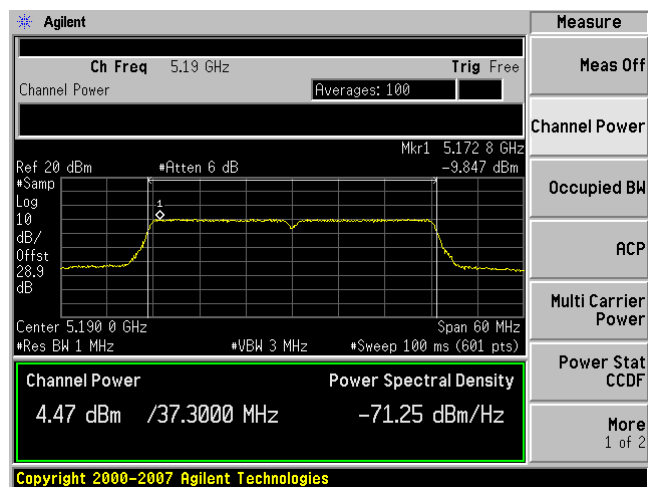 Agilent
Measure
Ch Freq 5.19 GHz Trig Free
Channel Power Averages: 100
Mkr1 5.172 8 GHz
Ref 20 dBm #Atten 6 dB -9.847 dBm
#Samp
Log
10
dB/
Offst
28.9
dB
1
Center 5.190 0 GHz Span 60 MHz
#Res BW 1 MHz #VBW 3 MHz #Sweep 100 ms (601 pts)
Channel Power Power Spectral Density
4.47 dBm /37.3000 MHz -71.25 dBm/Hz
Copyright 2000-2007 Agilent Technologies
Meas Off
Channel Power
Occupied BW
ACP
Multi Carrier
Power
Power Stat
CCDF
More
1 of 2